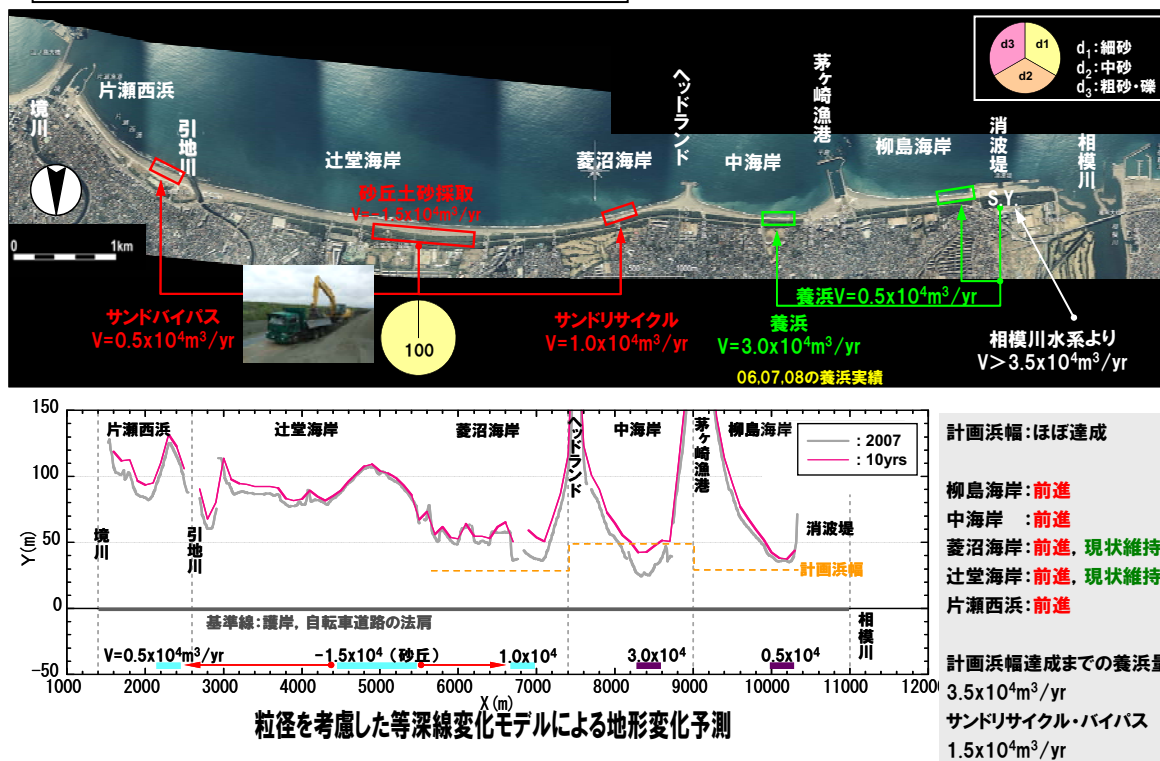 d3
d1
d2
d₁:細砂
d₂:中砂
d₃:粗砂・礫
境川
片瀬西浜
引地川
辻堂海岸
菱沼海岸
ヘッドランド
中海岸
茅ヶ崎漁港
柳島海岸
消波堤
相模川
S.Y.
砂丘土砂採取
V=−1.5x10⁴m³/yr
0 1km
500 1000m
サンドバイパス
V=0.5x10⁴m³/yr
100
サンドリサイクル
V=1.0x10⁴m³/yr
養浜V=0.5x10⁴m³/yr
養浜
V=3.0x10⁴m³/yr
06,07,08の養浜実績
相模川水系より
V>3.5x10⁴m³/yr
150
100
50
0
-50
Y(m)
片瀬西浜
辻堂海岸
菱沼海岸
ヘッドランド
中海岸
茅ヶ崎漁港
柳島海岸
: 2007
: 10yrs
境川
引地川
消波堤
計画浜幅
基準線:護岸, 自転車道路の法肩
相模川
V=0.5x10⁴m³/yr
-1.5x10⁴(砂丘)
1.0x10⁴
3.0x10⁴
0.5x10⁴
1000 2000 3000 4000 5000 6000 7000 8000 9000 10000 11000 1200
X(m)
粒径を考慮した等深線変化モデルによる地形変化予測
計画浜幅:ほぼ達成
柳島海岸:前進
中海岸 :前進
菱沼海岸:前進, 現状維持
辻堂海岸:前進, 現状維持
片瀬西浜:前進
計画浜幅達成までの養浜量
3.5x10⁴m³/yr
サンドリサイクル・バイパス
1.5x10⁴m³/yr